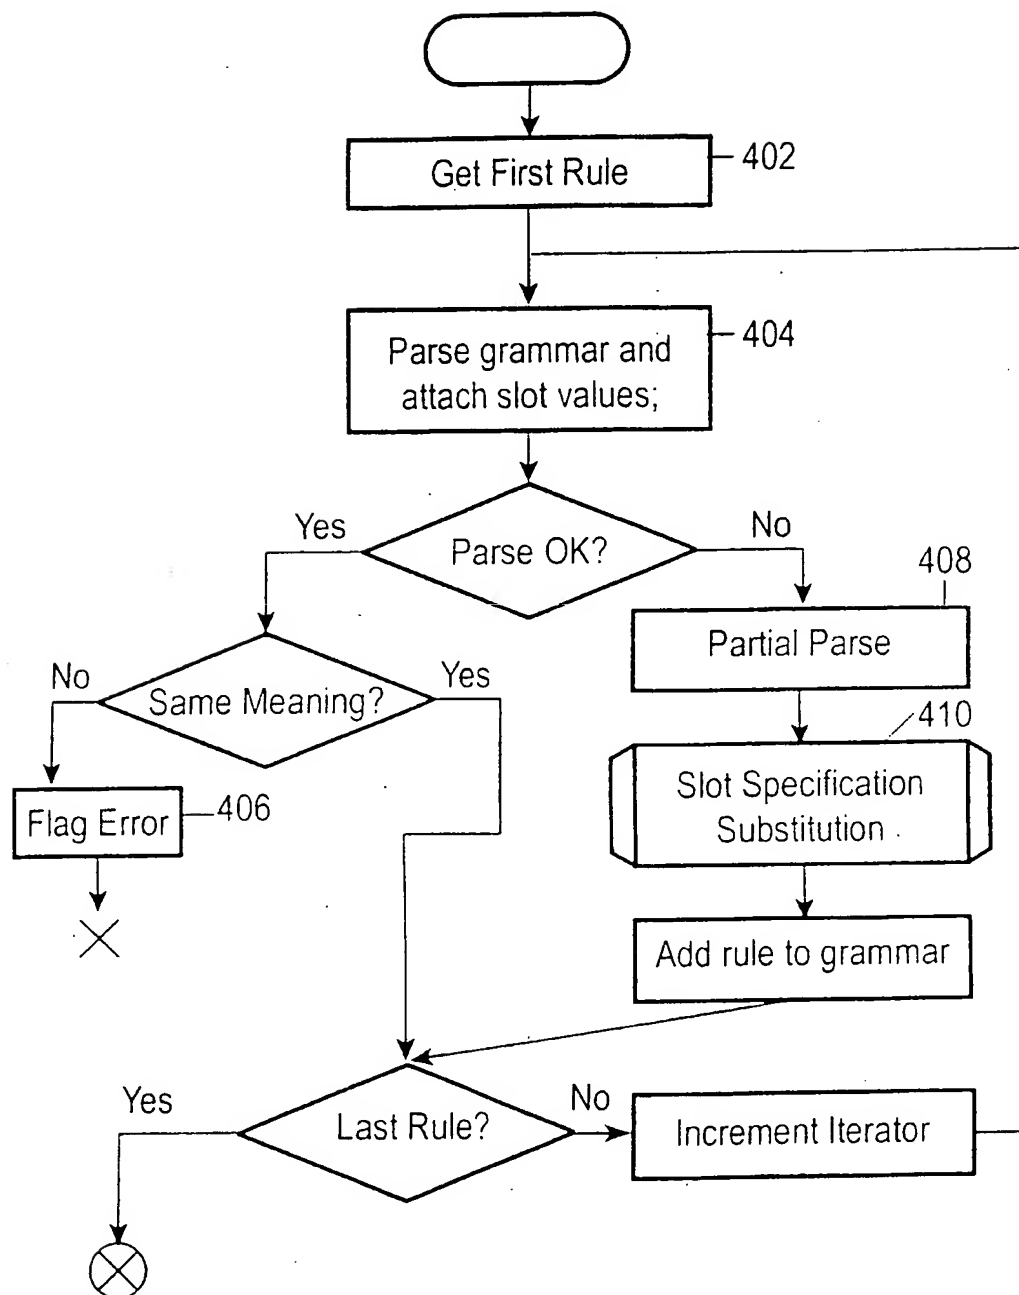 Get First Rule
402
Parse grammar and
attach slot values;
404
Yes
Parse OK?
No
408
Partial Parse
No
Same Meaning?
Yes
410
Slot Specification
Substitution
Flag Error
406
Add rule to grammar
Yes
Last Rule?
No
Increment Iterator